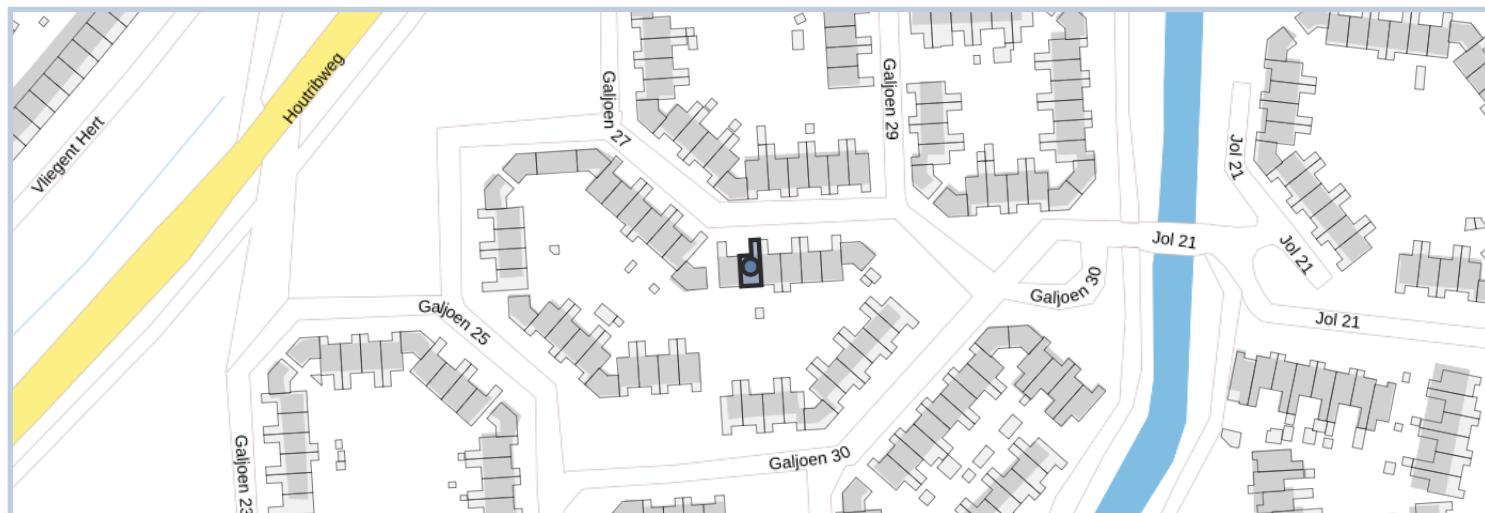 Houtribweg
Vliegent Hert
Galjoen 27
Galjoen 29
Jol 21
Jol 21
Jol 21
Galjoen 30
Galjoen 25
Jol 21
Galjoen 30
Galjoen 23